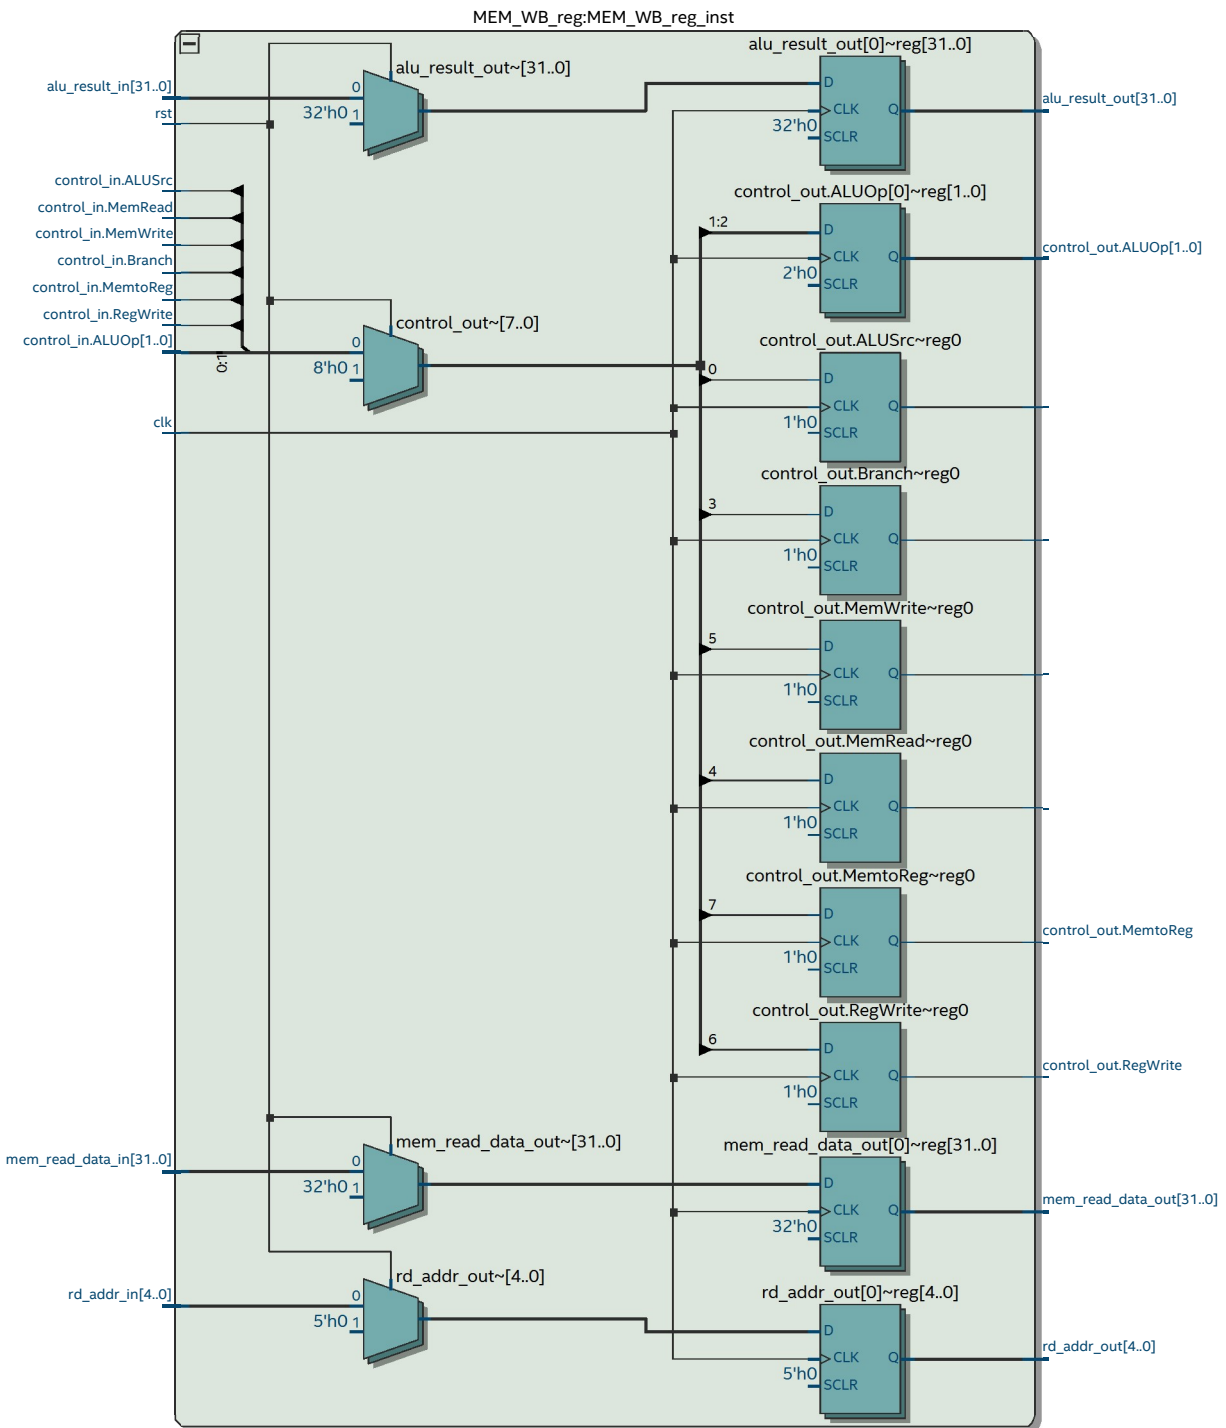 MEM_WB_reg:MEM_WB_reg_inst
alu_result_in[31..0]
rst
alu_result_out~[31..0]
0
32'h0 1
alu_result_out[0]~reg[31..0]
D
CLK Q
32'h0
SCLR
alu_result_out[31..0]
control_in.ALUSrc
control_in.MemRead
control_in.MemWrite
control_in.Branch
control_in.MemtoReg
control_in.RegWrite
control_in.ALUOp[1..0]
0:1
control_out~[7..0]
0
8'h0 1
clk
control_out.ALUOp[0]~reg[1..0]
1:2
D
CLK Q
2'h0
SCLR
control_out.ALUOp[1..0]
control_out.ALUSrc~reg0
0
D
CLK Q
1'h0
SCLR
control_out.Branch~reg0
3
D
CLK Q
1'h0
SCLR
control_out.MemWrite~reg0
5
D
CLK Q
1'h0
SCLR
control_out.MemRead~reg0
4
D
CLK Q
1'h0
SCLR
control_out.MemtoReg~reg0
7
D
CLK Q
1'h0
SCLR
control_out.MemtoReg
control_out.RegWrite~reg0
6
D
CLK Q
1'h0
SCLR
control_out.RegWrite
mem_read_data_in[31..0]
mem_read_data_out~[31..0]
0
32'h0 1
mem_read_data_out[0]~reg[31..0]
D
CLK Q
32'h0
SCLR
mem_read_data_out[31..0]
rd_addr_in[4..0]
rd_addr_out~[4..0]
0
5'h0 1
rd_addr_out[0]~reg[4..0]
D
CLK Q
5'h0
SCLR
rd_addr_out[4..0]